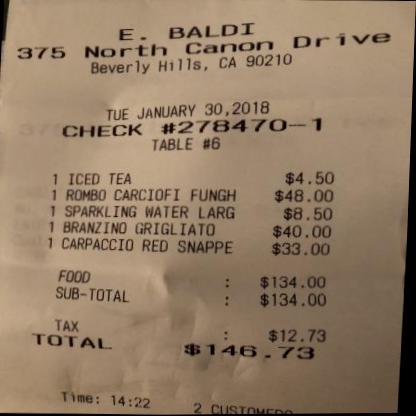 E. BALDI
375 North Canon Drive
Beverly Hills, CA 90210
TUE JANUARY 30,2018
CHECK #278470-1
TABLE #6
1 ICED TEA $4.50
1 ROMBO CARCIOFI FUNGH $48.00
1 SPARKLING WATER LARG $8.50
1 BRANZINO GRIGLIATO $40.00
1 CARPACCIO RED SNAPPE $33.00
FOOD : $134.00
SUB-TOTAL : $134.00
TAX : $12.73
TOTAL $146.73
Time: 14:22 2 CUSTOMERS